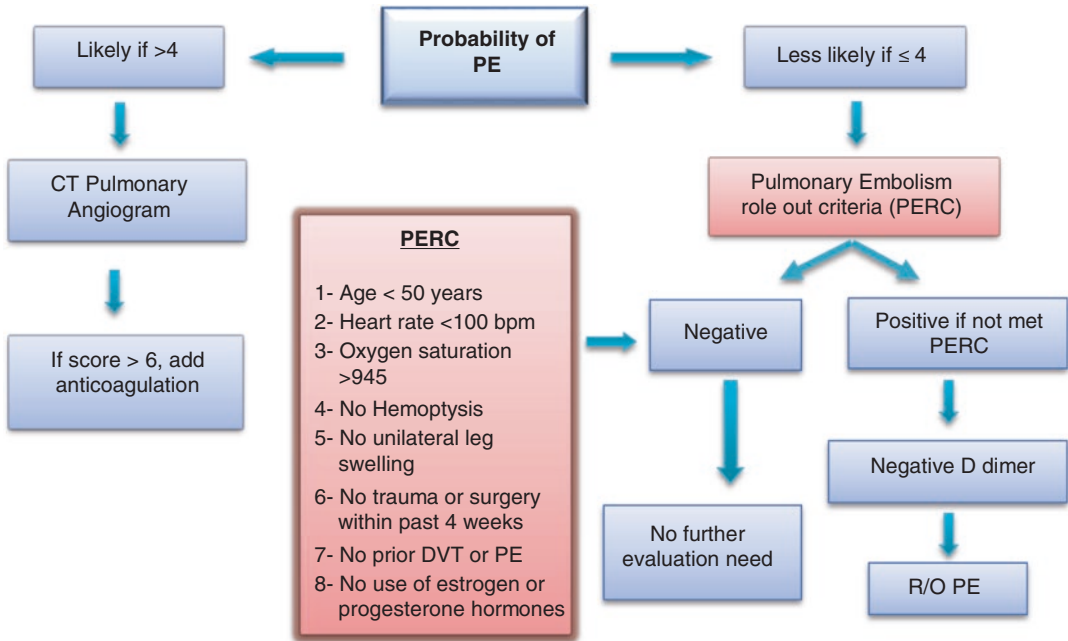 Probability of
PE
Likely if >4
Less likely if ≤ 4
CT Pulmonary
Angiogram
If score > 6, add
anticoagulation
Pulmonary Embolism
role out criteria (PERC)
PERC
1- Age < 50 years
2- Heart rate <100 bpm
3- Oxygen saturation
>945
4- No Hemoptysis
5- No unilateral leg
swelling
6- No trauma or surgery
within past 4 weeks
7- No prior DVT or PE
8- No use of estrogen or
progesterone hormones
Negative
Positive if not met
PERC
No further
evaluation need
Negative D dimer
R/O PE